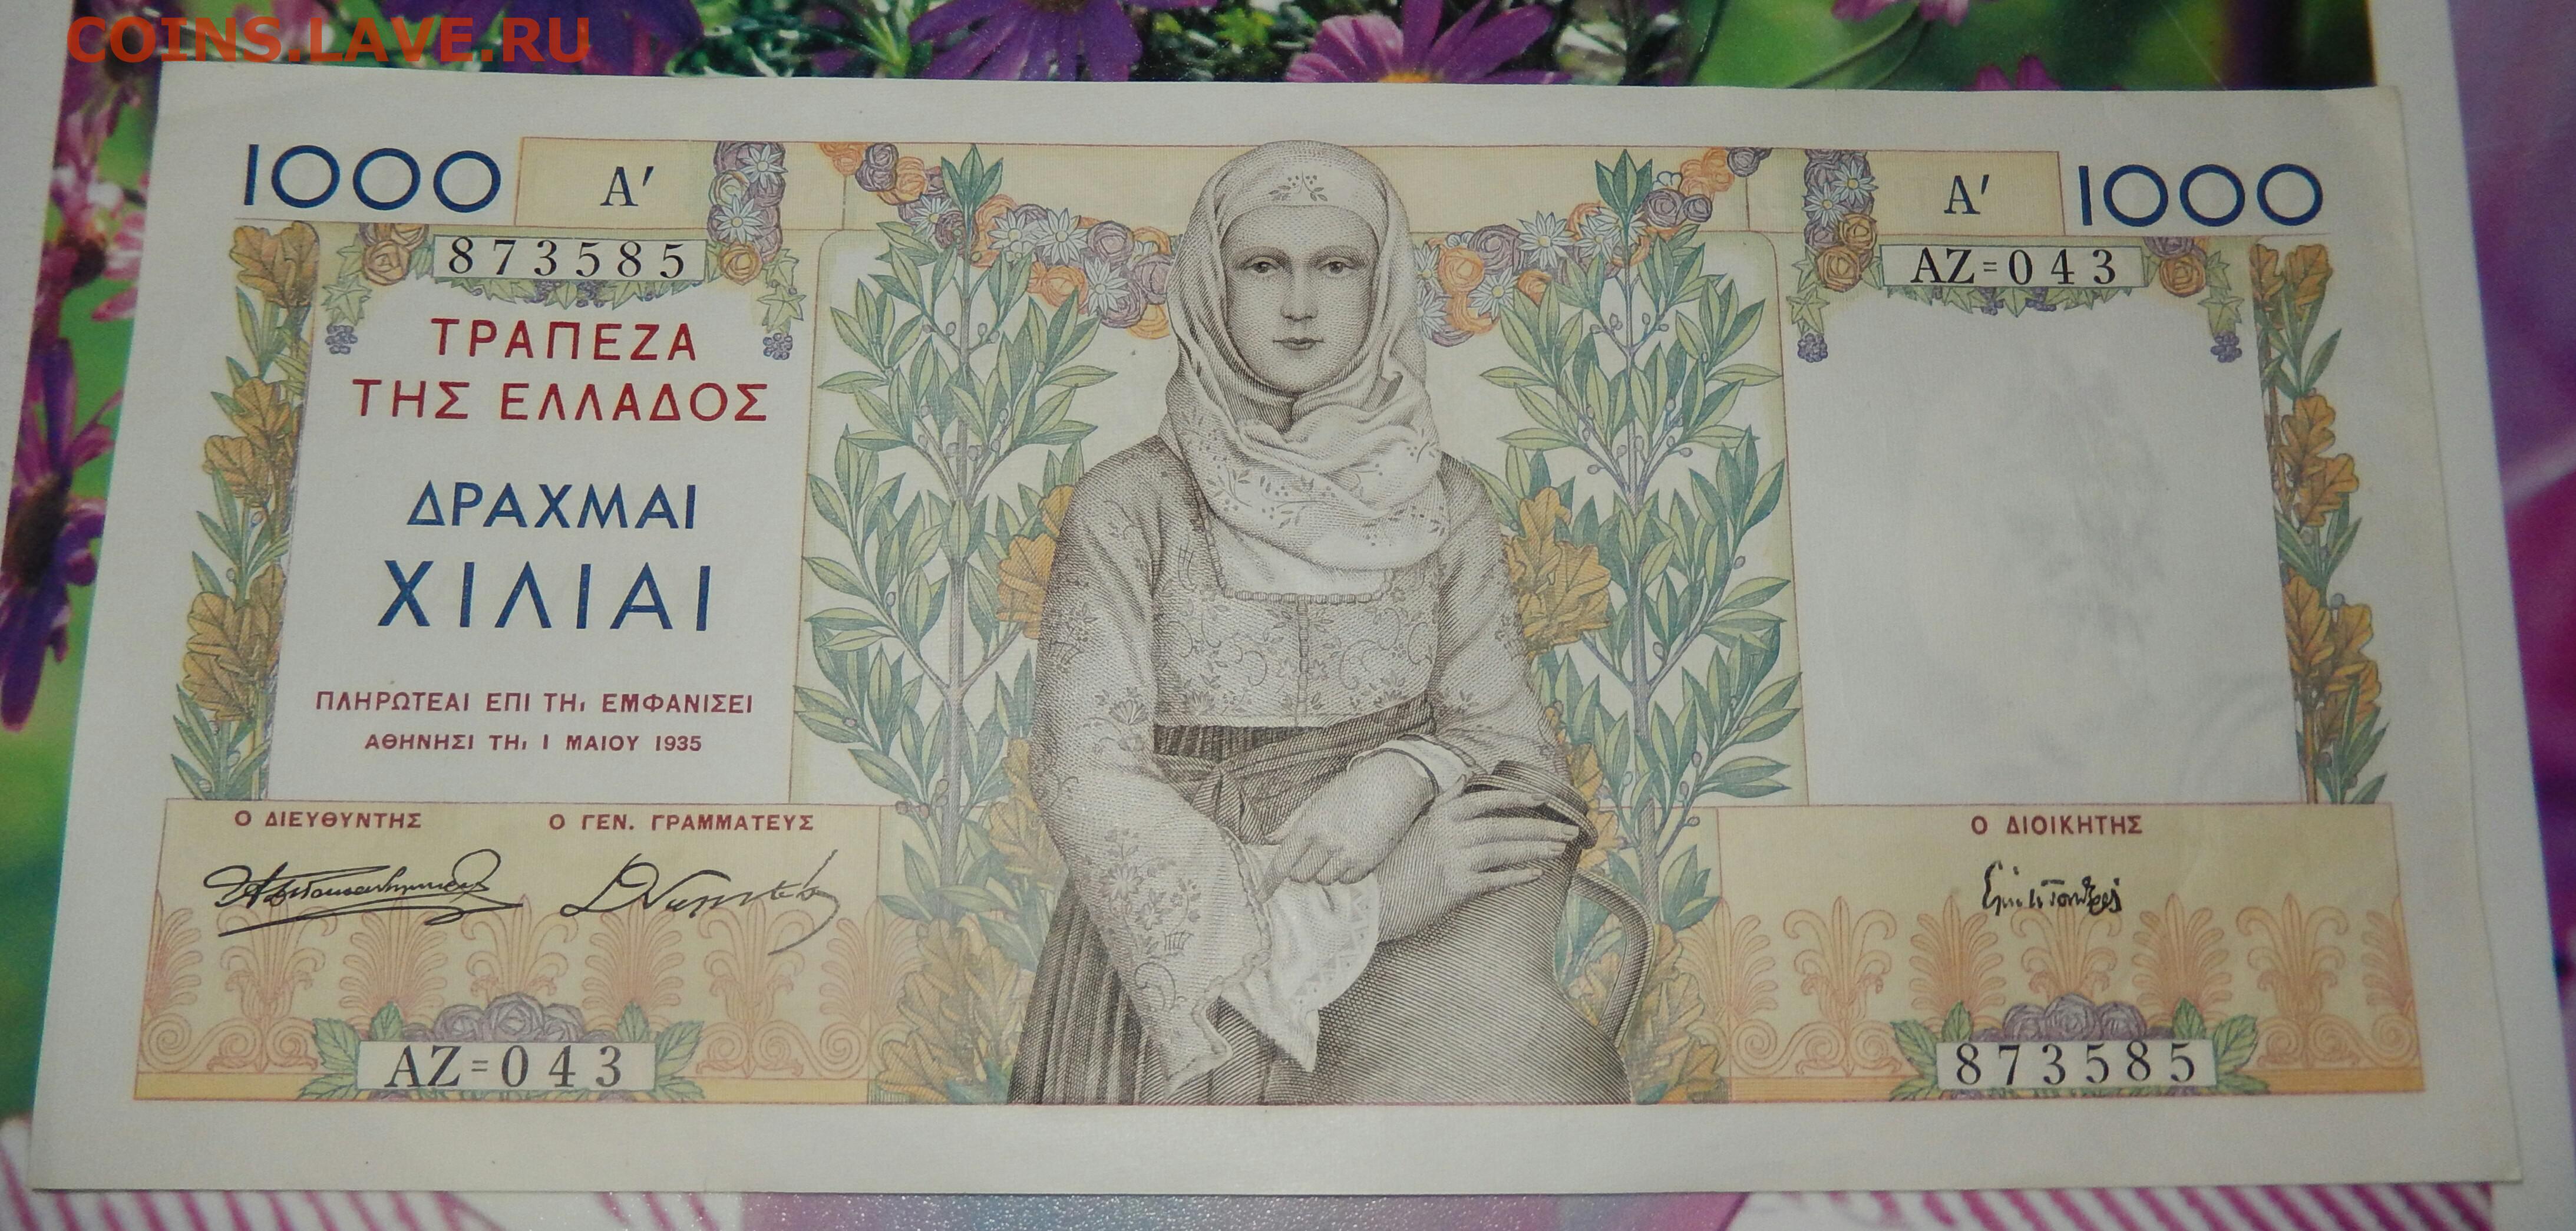 COINS.LAVE.RU
1000 Α' Α' 1000
873585 ΑΖ=043
ΤΡΑΠΕΖΑ
ΤΗΣ ΕΛΛΑΔΟΣ
ΔΡΑΧΜΑΙ
ΧΙΛΙΑΙ
ΠΛΗΡΩΤΕΑΙ ΕΠΙ ΤΗι ΕΜΦΑΝΙΣΕΙ
ΑΘΗΝΗΣΙ ΤΗι 1 ΜΑΙΟΥ 1935
Ο ΔΙΕΥΘΥΝΤΗΣ Ο ΓΕΝ. ΓΡΑΜΜΑΤΕΥΣ Ο ΔΙΟΙΚΗΤΗΣ
ΑΖ=043 873585